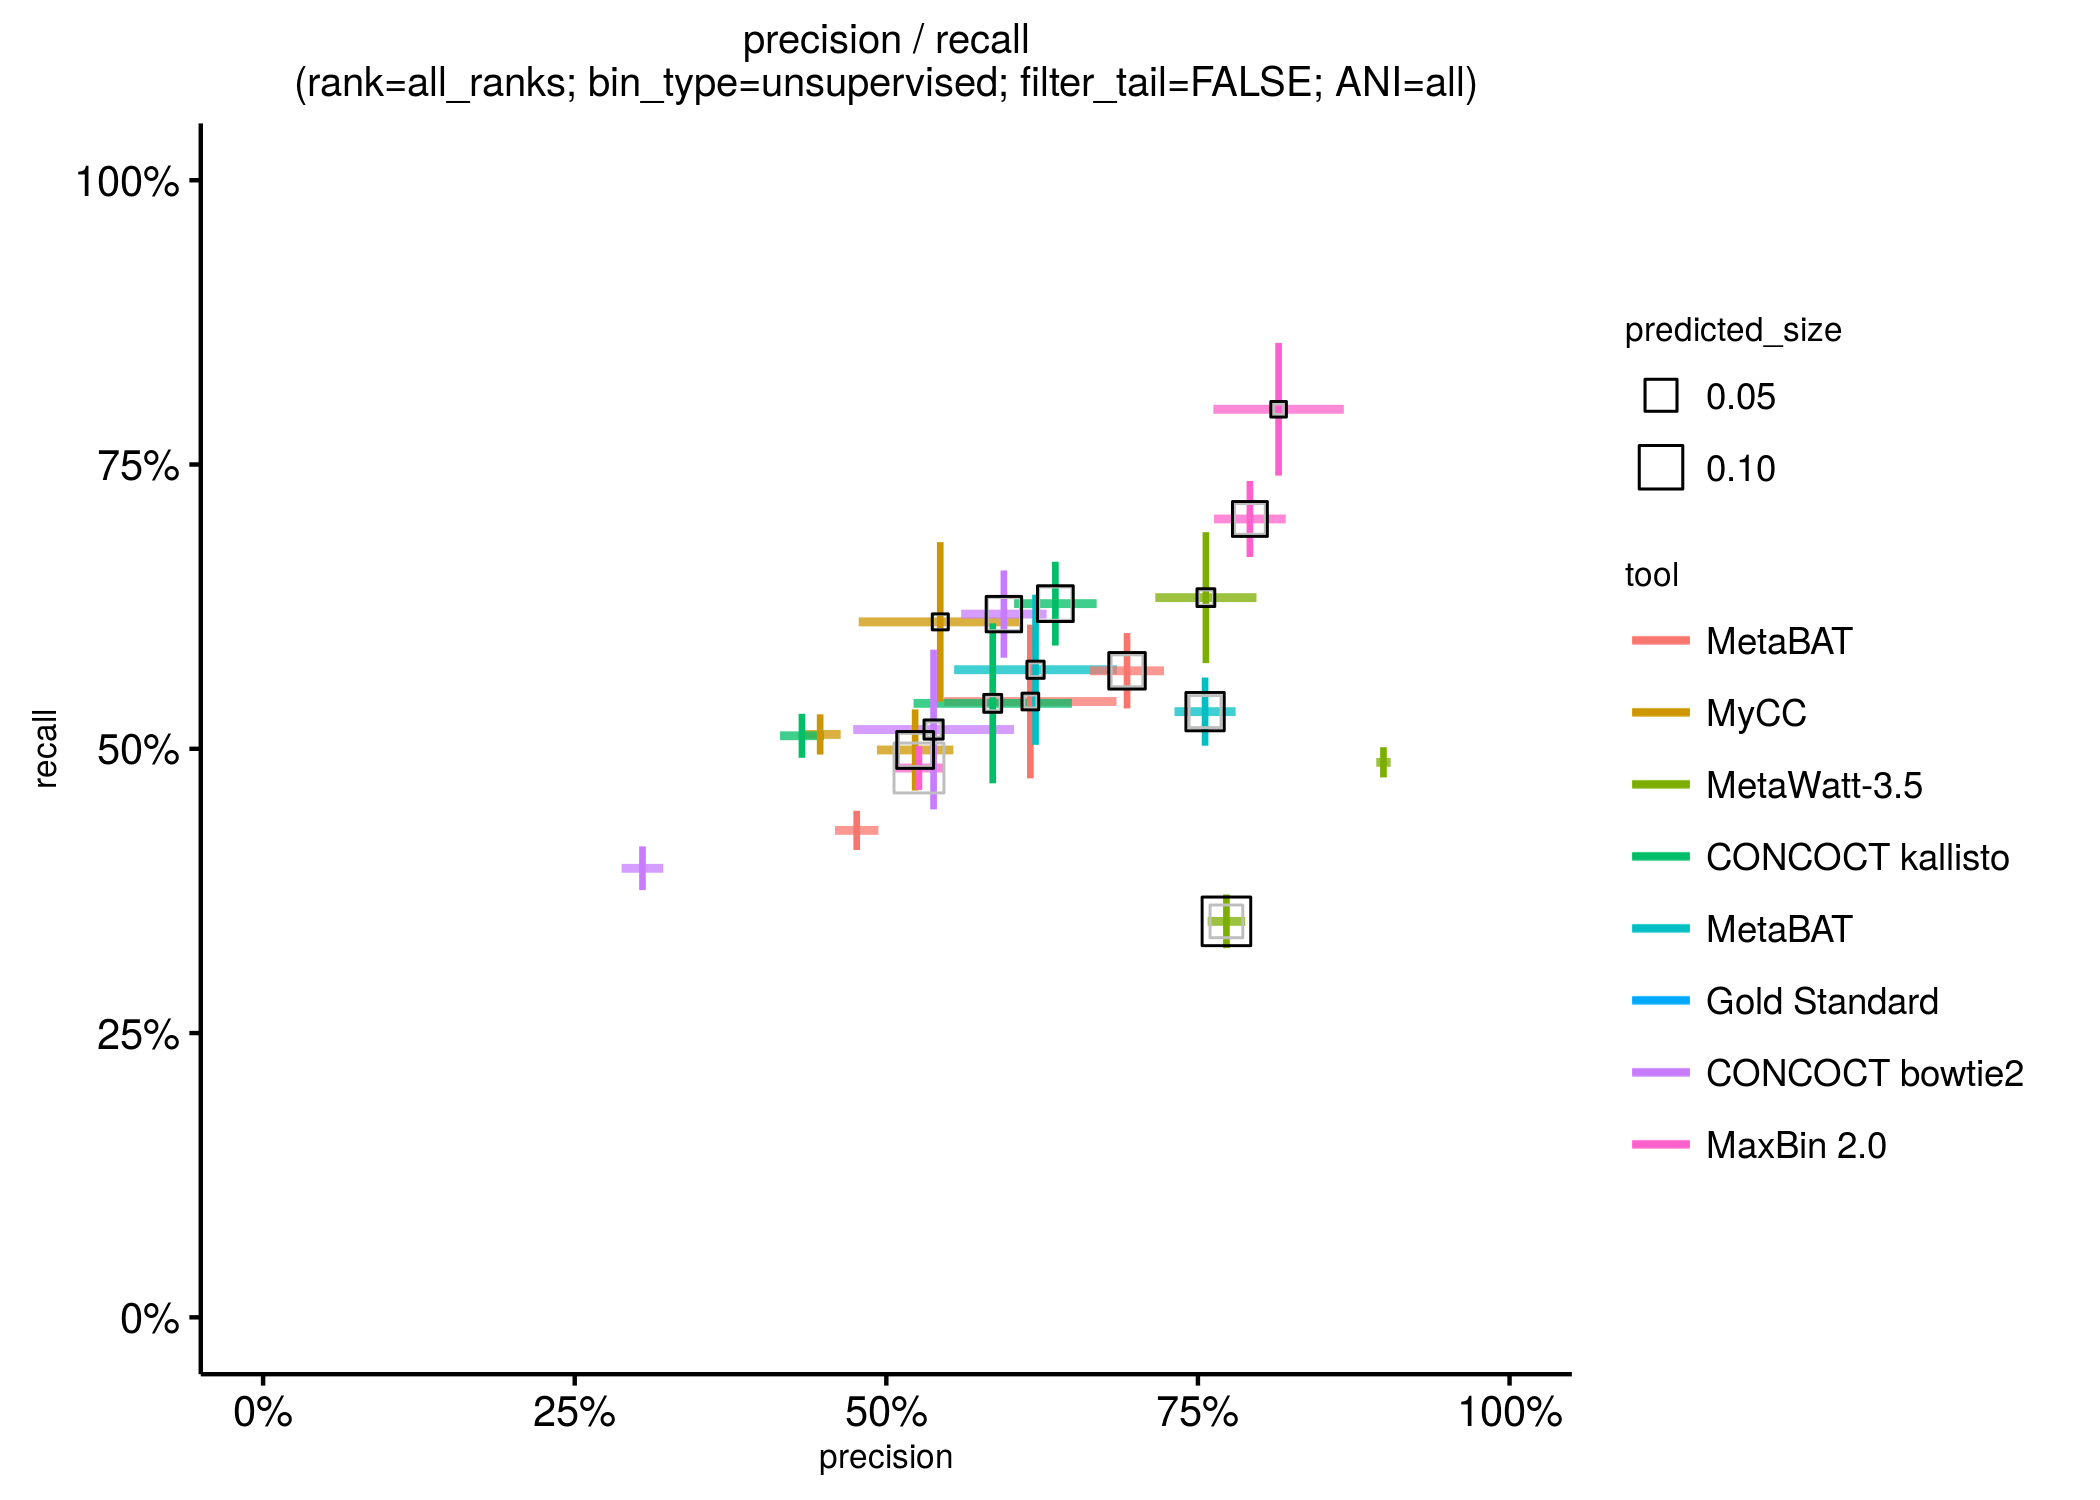 precision / recall
(rank=all_ranks; bin_type=unsupervised; filter_tail=FALSE; ANI=all)
100%
75%
50%
25%
0%
recall
0%
25%
50%
75%
100%
precision
predicted_size
0.05
0.10
tool
MetaBAT
MyCC
MetaWatt-3.5
CONCOCT kallisto
MetaBAT
Gold Standard
CONCOCT bowtie2
MaxBin 2.0